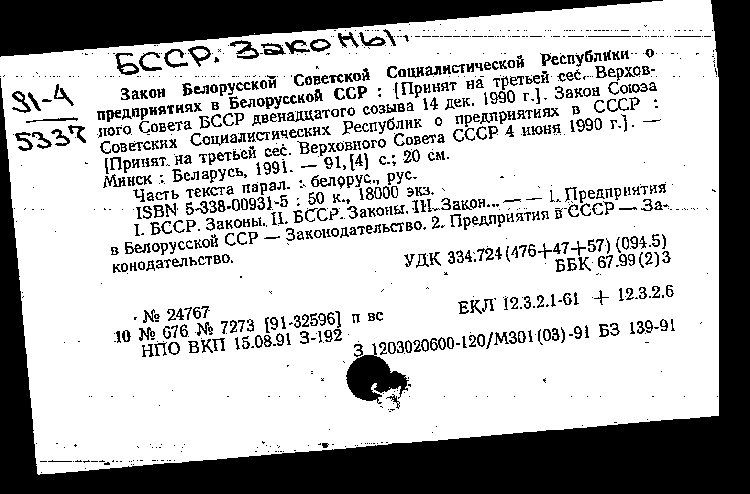 БССР. Законы.
91-4
5337
Закон Белорусской Советской Социалистической Республики о
предприятиях в Белорусской ССР : [Принят на третьей сес. Верхов-
ного Совета БССР двенадцатого созыва 14 дек. 1990 г.]. Закон Союза
Советских Социалистических Республик о предприятиях в СССР :
[Принят на третьей сес. Верховного Совета СССР 4 июня 1990 г.]. —
Минск : Беларусь, 1991. — 91, [4] с.; 20 см.
Часть текста парал. : белорус., рус.
ISBN 5-338-00931-5 : 50 к., 18000 экз.
I. БССР. Законы. II. БССР. Законы. III. Закон... — — 1. Предприятия
в Белорусской ССР — Законодательство. 2. Предприятия в СССР — За-
конодательство.
УДК 334.724(476+47+57)(094.5)
ББК 67.99(2)3
№ 24767
10 № 676 № 7273 [91-32596] п вс
НПО ВКП 15.08.91 З-192
ЕКЛ 12.3.2.1-61 + 12.3.2.6
З 1203020600-120/М301(03)-91 БЗ 139-91